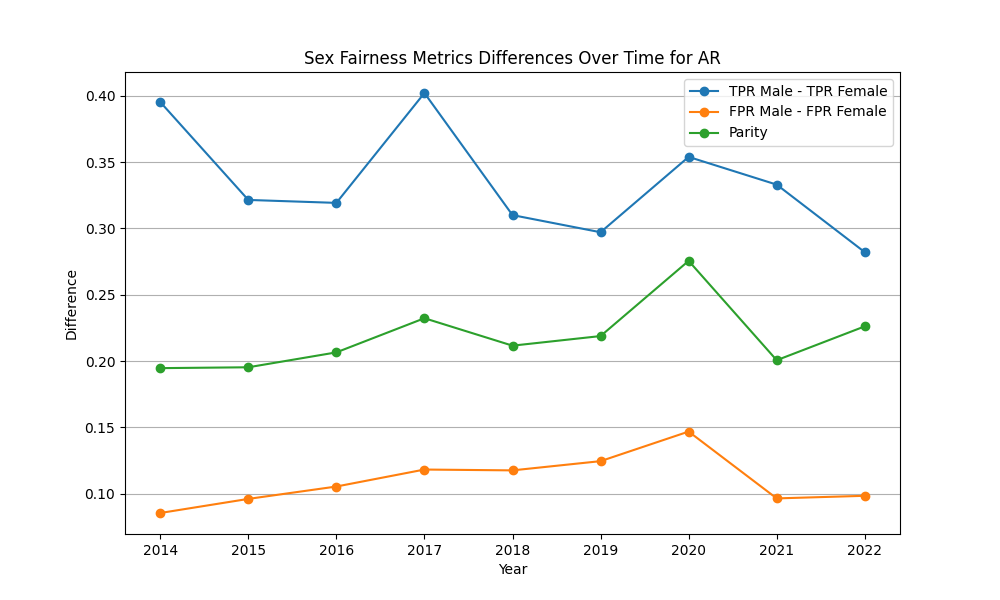 Sex Fairness Metrics Differences Over Time for AR
TPR Male - TPR Female
FPR Male - FPR Female
Parity
0.40
0.35
0.30
0.25
0.20
0.15
0.10
Difference
2014 2015 2016 2017 2018 2019 2020 2021 2022
Year